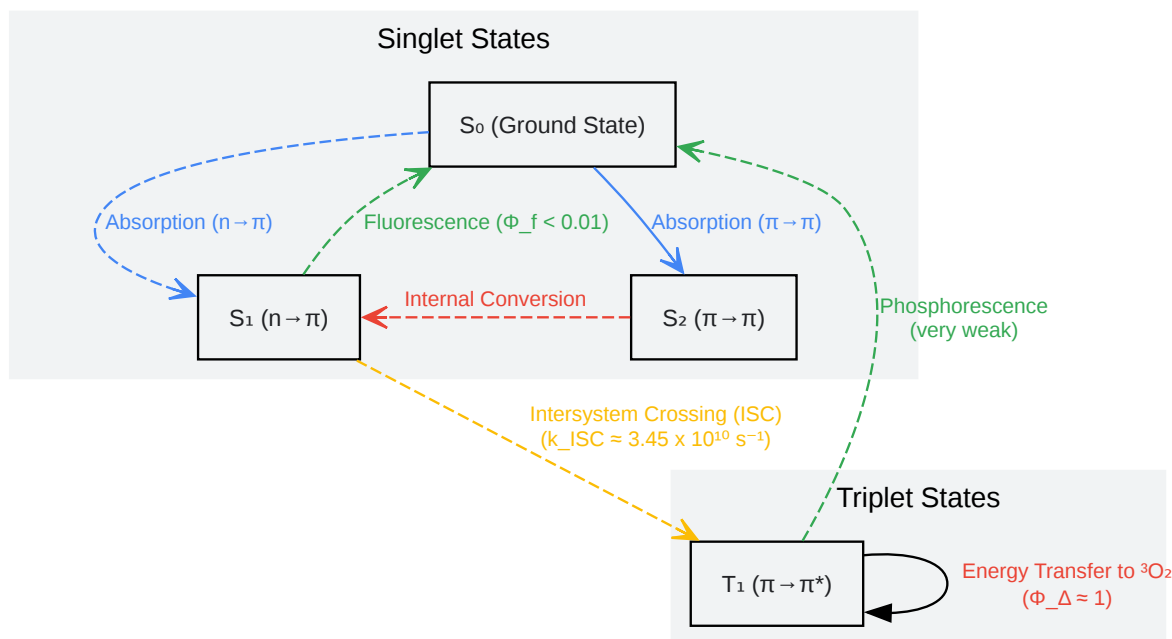 Singlet States
S₀ (Ground State)
Absorption (n→π)
Fluorescence (Φ_f < 0.01)
Absorption (π→π)
S₁ (n→π)
Internal Conversion
S₂ (π→π)
Phosphorescence
(very weak)
Intersystem Crossing (ISC)
(k_ISC ≈ 3.45 x 10¹⁰ s⁻¹)
Triplet States
T₁ (π→π*)
Energy Transfer to ³O₂
(Φ_Δ ≈ 1)